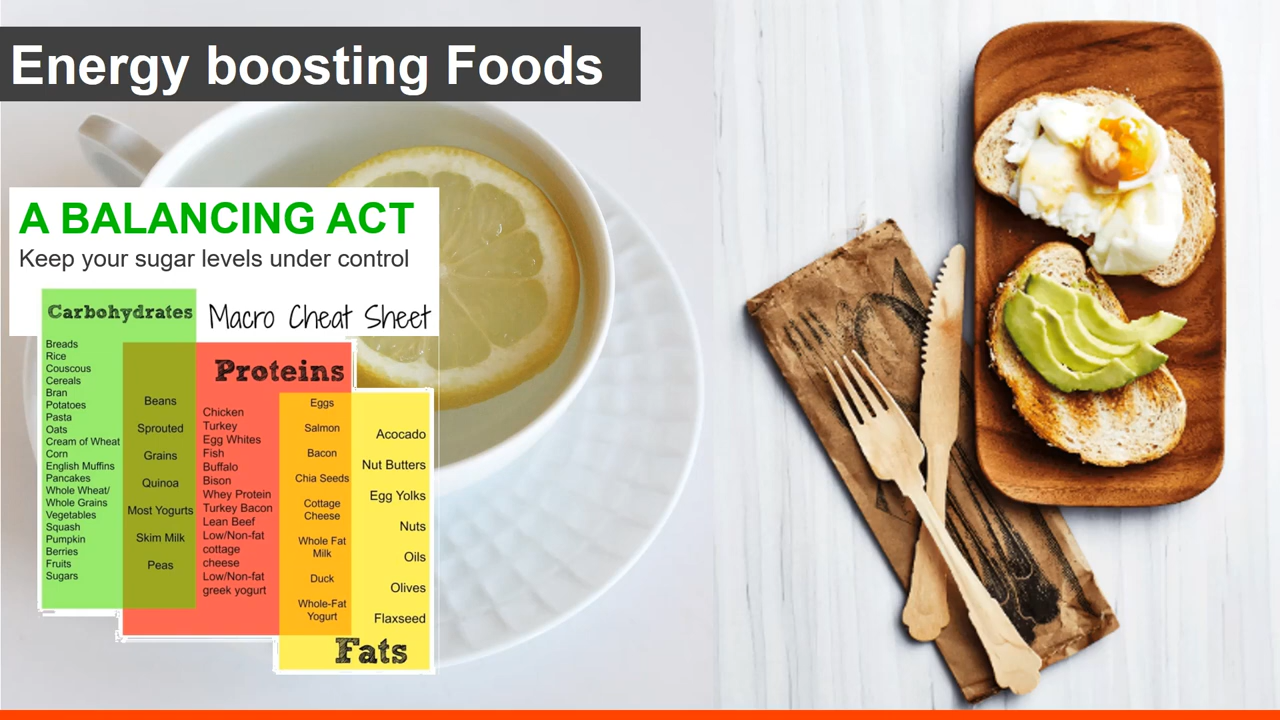 Energy boosting Foods
A BALANCING ACT
Keep your sugar levels under control
Macro Cheat Sheet
Carbohydrates
Breads
Rice
Couscous
Cereals
Bran
Potatoes
Pasta
Oats
Cream of Wheat
Corn
English Muffins
Pancakes
Whole Wheat/
Whole Grains
Vegetables
Squash
Pumpkin
Berries
Fruits
Sugars
Beans
Sprouted
Grains
Quinoa
Most Yogurts
Skim Milk
Peas
Proteins
Chicken
Turkey
Egg Whites
Fish
Buffalo
Bison
Whey Protein
Turkey Bacon
Lean Beef
Low/Non-fat
cottage
cheese
Low/Non-fat
greek yogurt
Eggs
Salmon
Bacon
Chia Seeds
Cottage
Cheese
Whole Fat
Milk
Duck
Whole-Fat
Yogurt
Acocado
Nut Butters
Egg Yolks
Nuts
Oils
Olives
Flaxseed
Fats